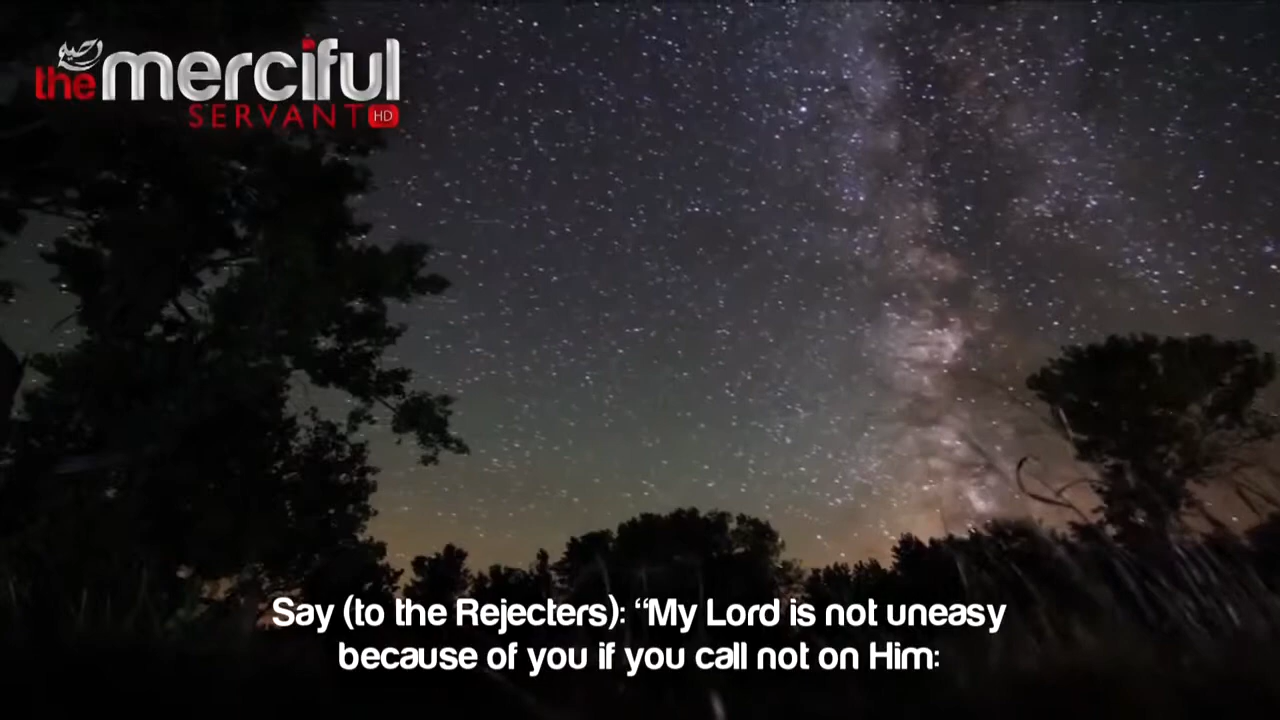 the merciful
SERVANT HD
Say (to the Rejecters): “My Lord is not uneasy
because of you if you call not on Him: